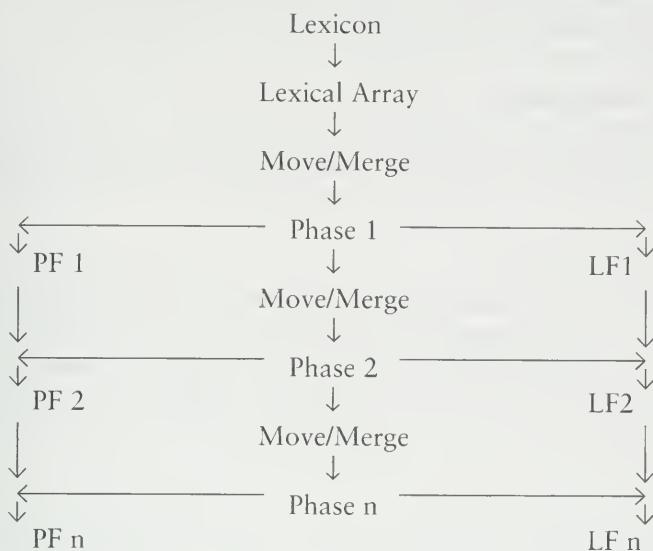 Lexicon
Lexical Array
Move/Merge
Phase 1
PF 1 LF1
Move/Merge
Phase 2
PF 2 LF2
Move/Merge
Phase n
PF n LF n